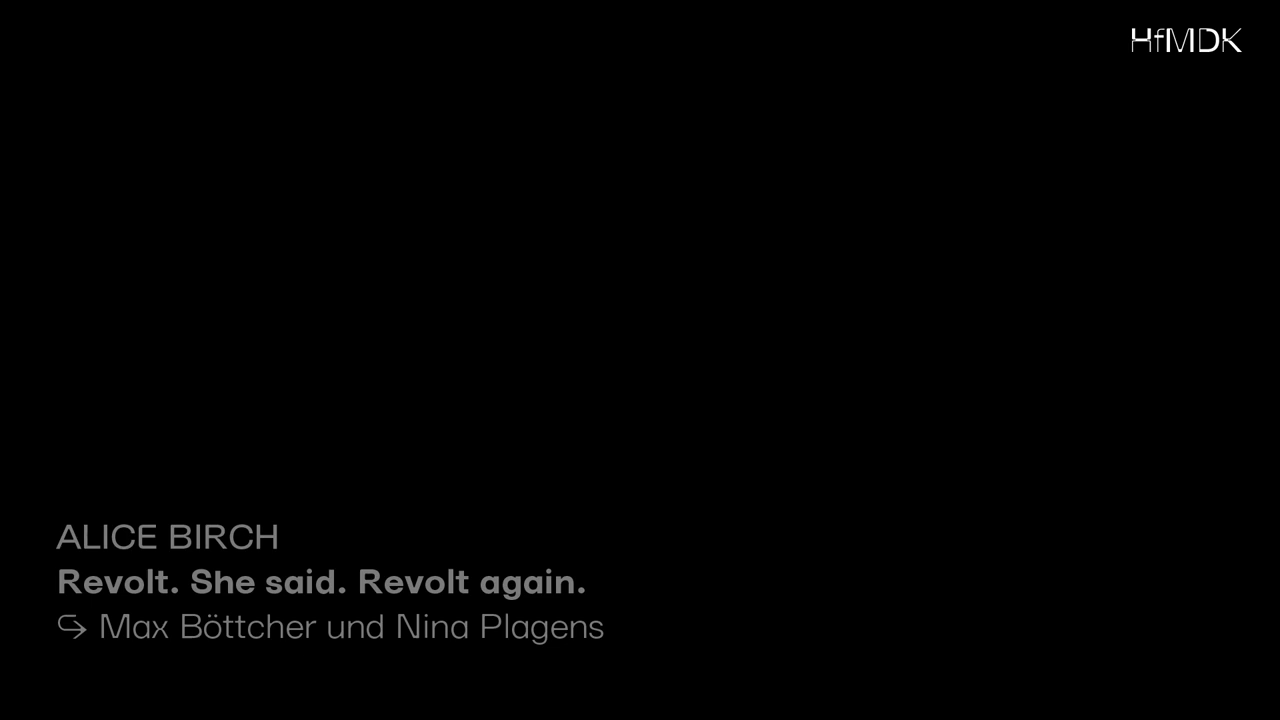 HfMDK
ALICE BIRCH
Revolt. She said. Revolt again.
↪ Max Böttcher und Nina Plagens